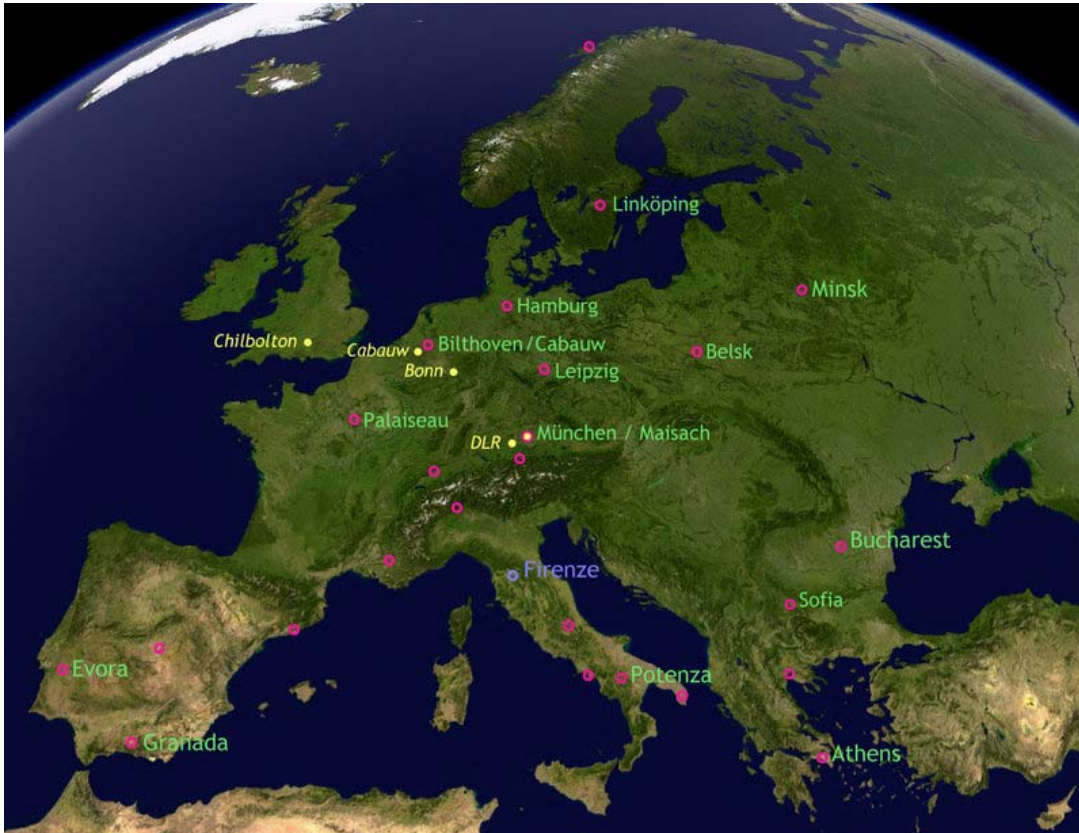 Linköping
Minsk
Hamburg
Chilbolton
Cabauw
Bilthoven/Cabauw
Belsk
Bonn
Leipzig
Palaiseau
München / Maisach
DLR
Bucharest
Firenze
Sofia
Evora
Potenza
Granada
Athens